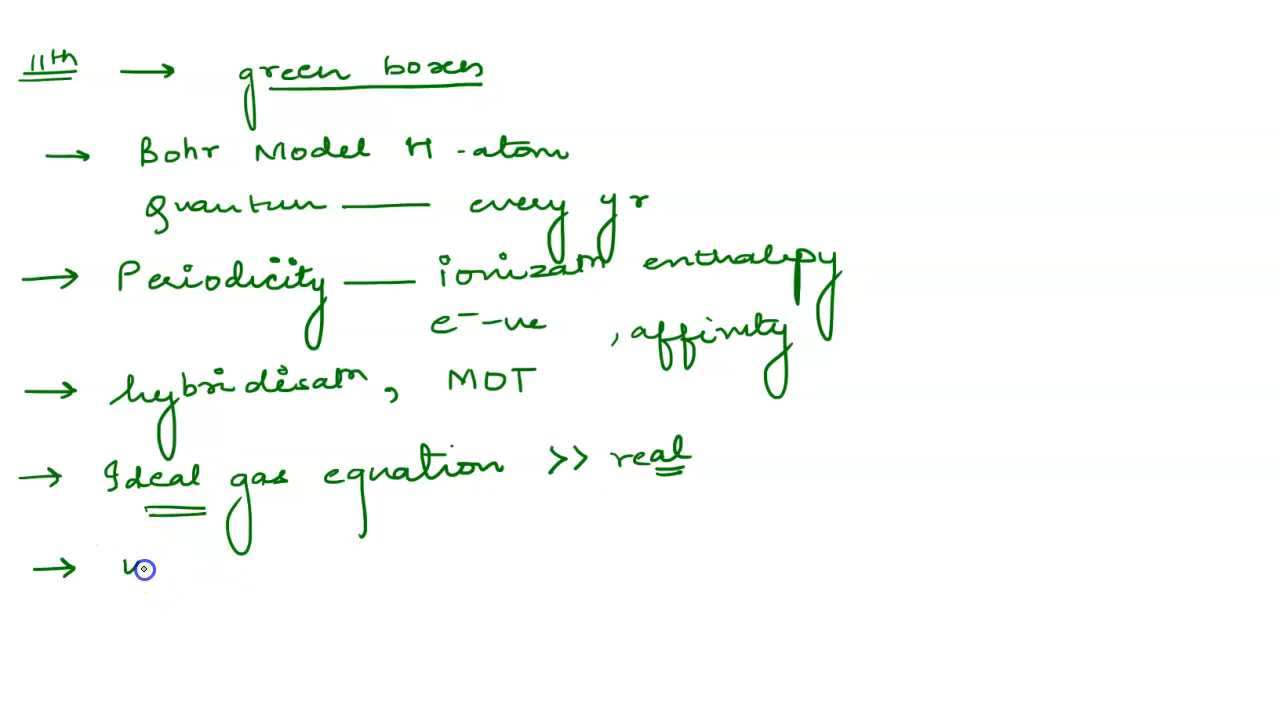 11th → green boxes
→ Bohr Model H-atom
Quantum —— every yr
→ Periodicity —— ionizatn enthalpy
e⁻-ve , affinity
→ hybridisatn, MOT
→ Ideal gas equation >> real
→